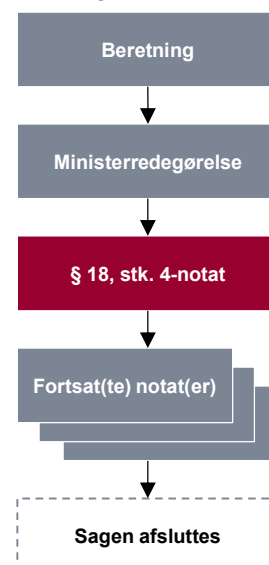 Beretning
Ministerredegørelse
§ 18, stk. 4-notat
Fortsat(te) notat(er)
Sagen afsluttes